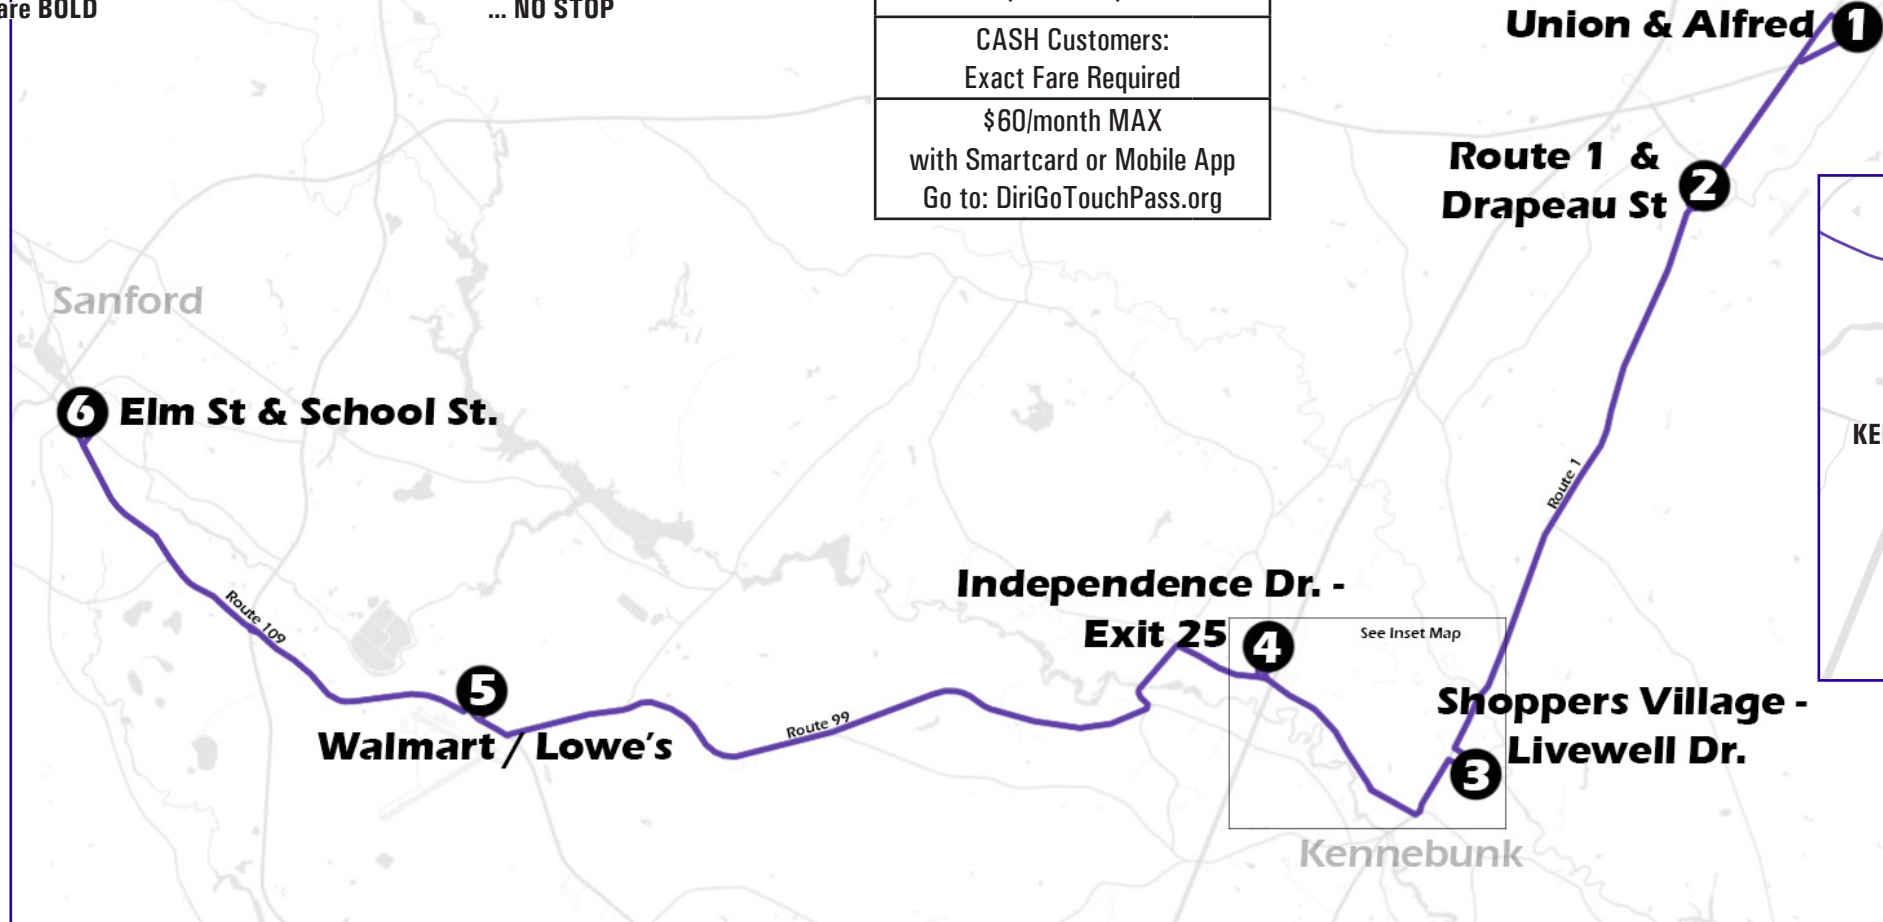 are BOLD
... NO STOP
CASH Customers:
Exact Fare Required
$60/month MAX
with Smartcard or Mobile App
Go to: DiriGoTouchPass.org
Union & Alfred
1
Route 1 &
Drapeau St
2
Sanford
6
Elm St & School St.
KE
Route 1
Independence Dr. -
Exit 25
4
See Inset Map
Route 109
5
Walmart / Lowe's
Route 99
Shoppers Village -
Livewell Dr.
3
Kennebunk